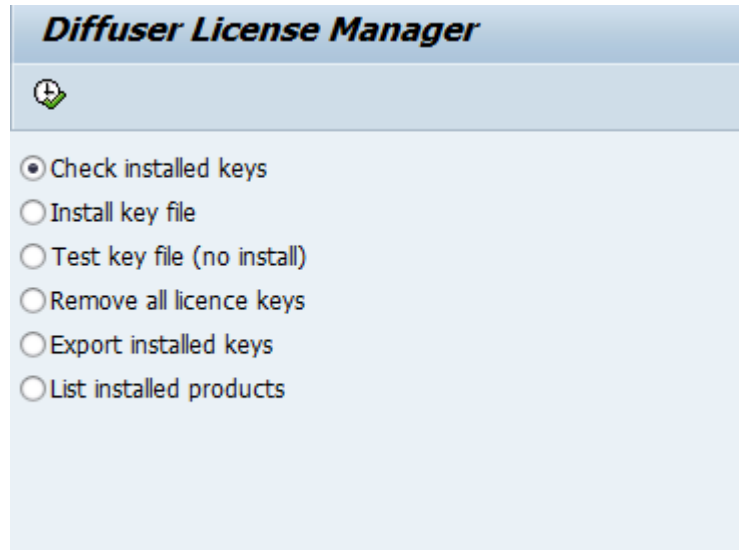 Diffuser License Manager
Check installed keys
Install key file
Test key file (no install)
Remove all licence keys
Export installed keys
List installed products